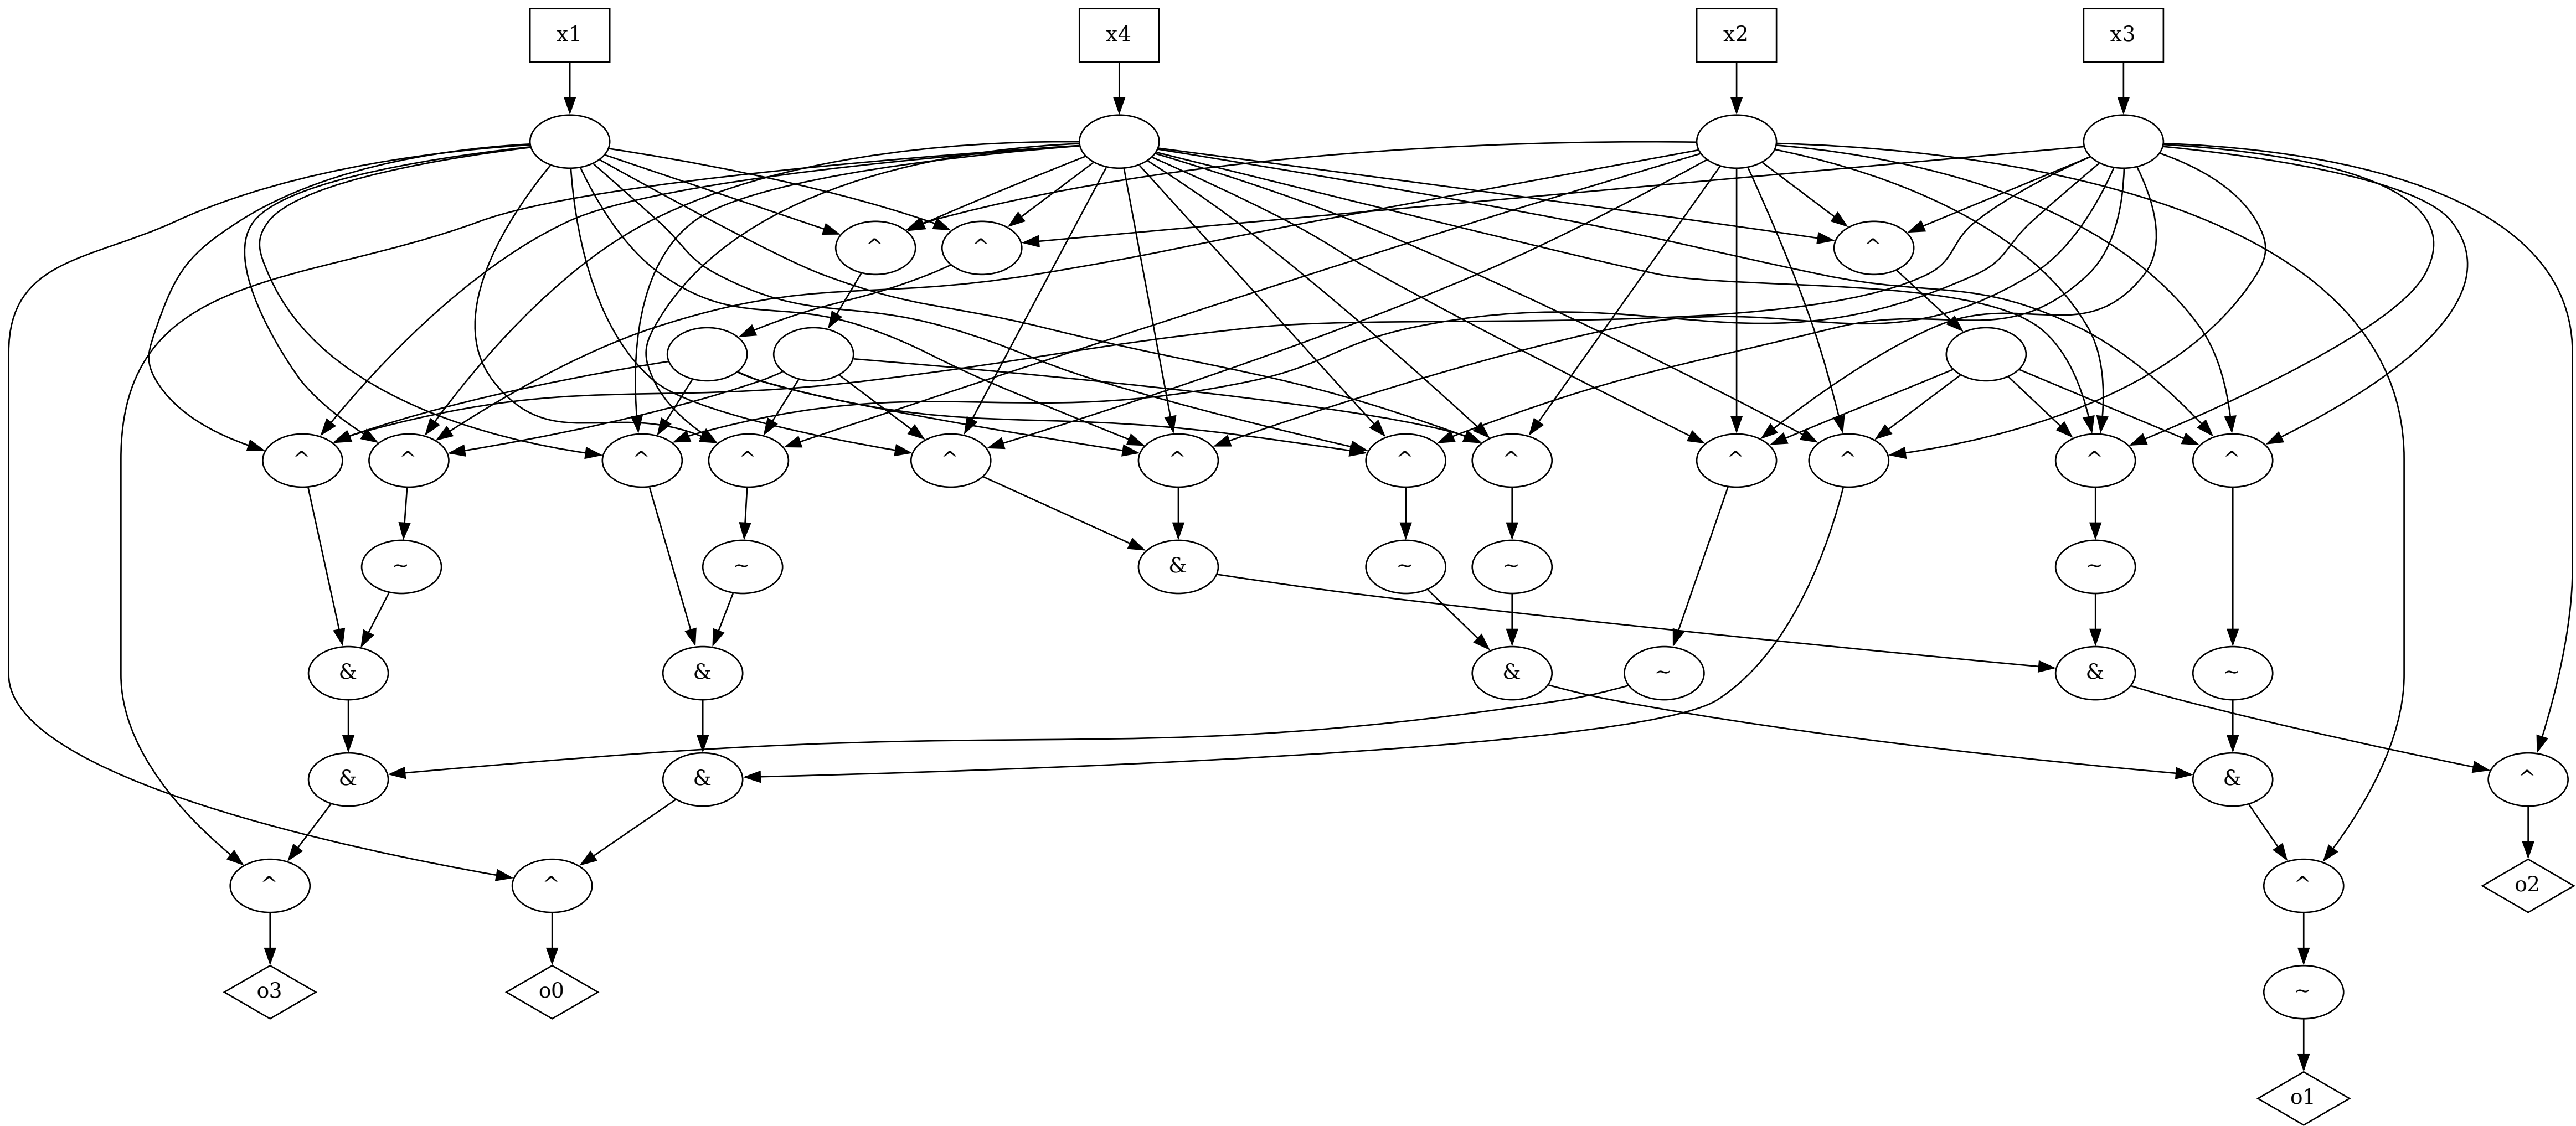 x1 x4 x2 x3
^ ^ ^
^ ^ ^ ^ ^ ^ ^ ^ ^ ^ ^ ^
~ ~ & ~ ~ ~
& & & ~ & ~
& & & ^
^ ^ ^ o2
o3 o0 ~
o1